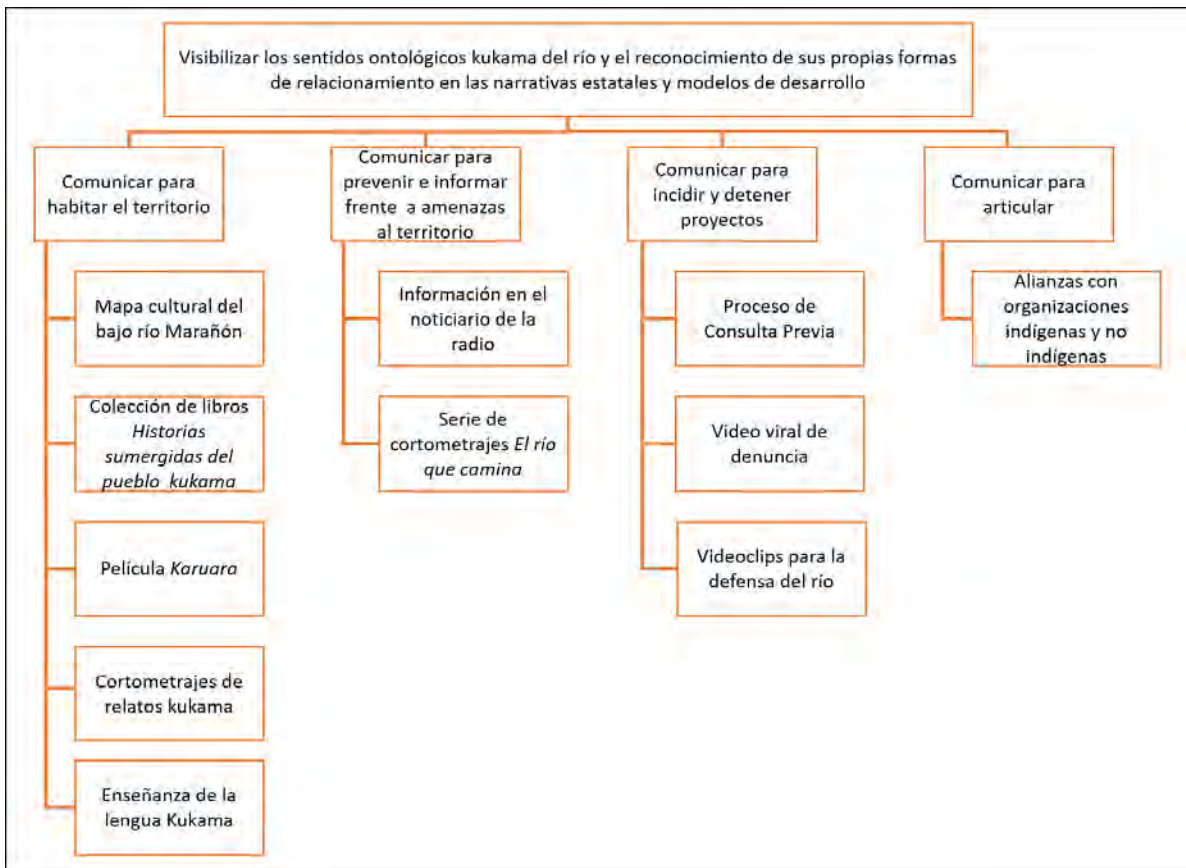 Visibilizar los sentidos ontológicos kukama del río y el reconocimiento de sus propias formas
de relacionamiento en las narrativas estatales y modelos de desarrollo
Comunicar para
habitar el territorio
Mapa cultural del
bajo río Marañón
Colección de libros
Historias
sumergidas del
pueblo kukama
Película Karuara
Cortometrajes de
relatos kukama
Enseñanza de la
lengua Kukama
Comunicar para
prevenir e informar
frente a amenazas
al territorio
Información en el
noticiario de la
radio
Serie de
cortometrajes El río
que camina
Comunicar para
incidir y detener
proyectos
Proceso de
Consulta Previa
Video viral de
denuncia
Videoclips para la
defensa del río
Comunicar para
articular
Alianzas con
organizaciones
indígenas y no
indígenas